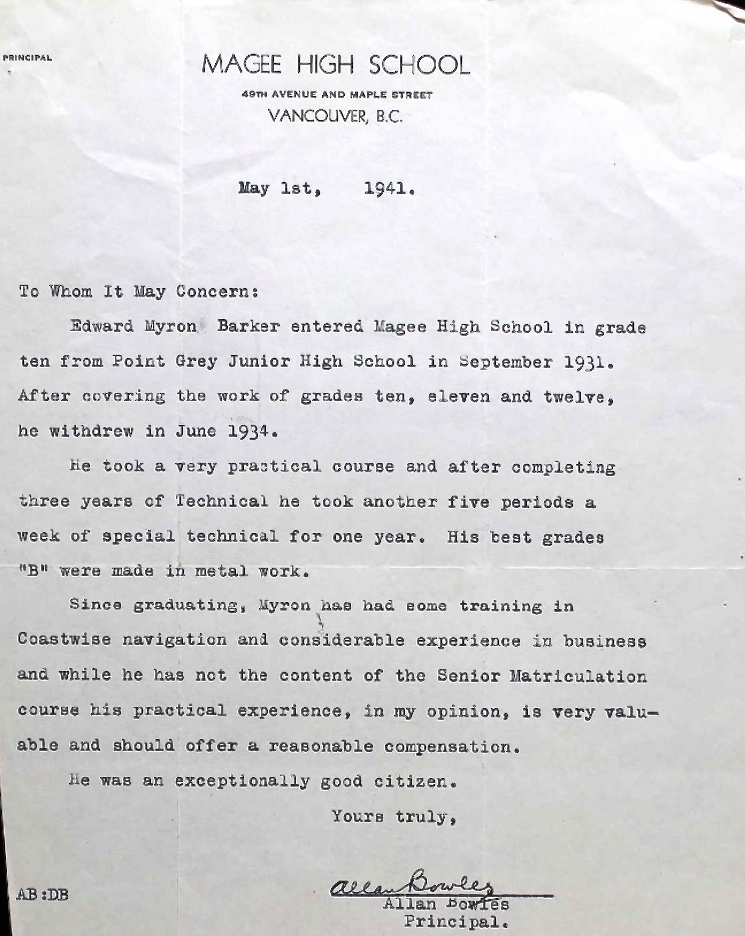 PRINCIPAL
MAGEE HIGH SCHOOL
49TH AVENUE AND MAPLE STREET
VANCOUVER, B.C.
May 1st, 1941.
To Whom It May Concern:
Edward Myron Barker entered Magee High School in grade
ten from Point Grey Junior High School in September 1931.
After covering the work of grades ten, eleven and twelve,
he withdrew in June 1934.
He took a very practical course and after completing
three years of Technical he took another five periods a
week of special technical for one year. His best grades
"B" were made in metal work.
Since graduating, Myron has had some training in
Coastwise navigation and considerable experience in business
and while he has not the content of the Senior Matriculation
course his practical experience, in my opinion, is very valu-
able and should offer a reasonable compensation.
He was an exceptionally good citizen.
Yours truly,
Allan Bowles
AB:DB
Allan Bowles
Principal.